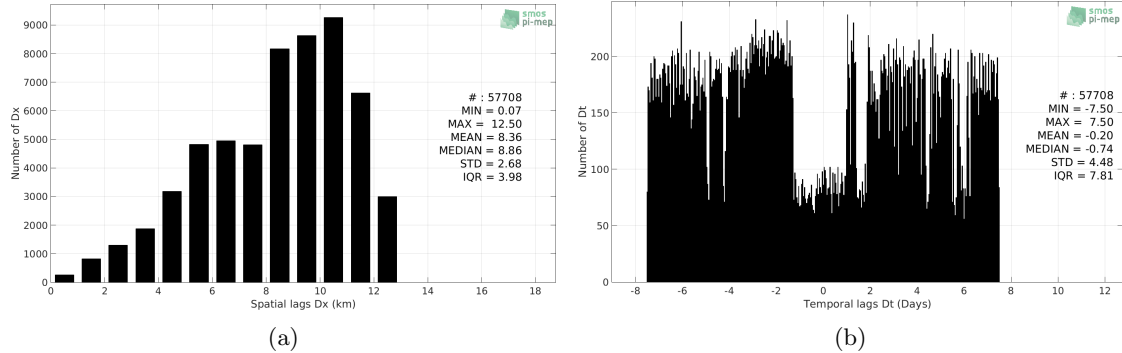 smos
pi-mep
9000
8000
7000
6000
5000
4000
3000
2000
1000
0
Number of Dx
# : 57708
MIN = 0.07
MAX = 12.50
MEAN = 8.36
MEDIAN = 8.86
STD = 2.68
IQR = 3.98
0 2 4 6 8 10 12 14 16 18
Spatial lags Dx (km)
(a)
smos
pi-mep
200
150
100
50
0
Number of Dt
# : 57708
MIN = -7.50
MAX = 7.50
MEAN = -0.20
MEDIAN = -0.74
STD = 4.48
IQR = 7.81
-8 -6 -4 -2 0 2 4 6 8 10 12
Temporal lags Dt (Days)
(b)